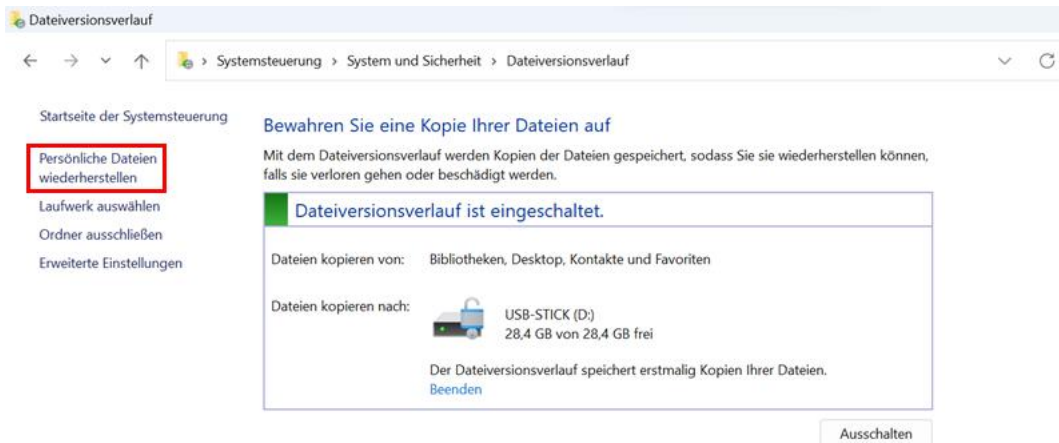 Dateiversionsverlauf
Systemsteuerung > System und Sicherheit > Dateiversionsverlauf
Startseite der Systemsteuerung
Persönliche Dateien
wiederherstellen
Laufwerk auswählen
Ordner ausschließen
Erweiterte Einstellungen
Bewahren Sie eine Kopie Ihrer Dateien auf
Mit dem Dateiversionsverlauf werden Kopien der Dateien gespeichert, sodass Sie sie wiederherstellen können,
falls sie verloren gehen oder beschädigt werden.
Dateiversionsverlauf ist eingeschaltet.
Dateien kopieren von: Bibliotheken, Desktop, Kontakte und Favoriten
Dateien kopieren nach: USB-STICK (D:)
28,4 GB von 28,4 GB frei
Der Dateiversionsverlauf speichert erstmalig Kopien Ihrer Dateien.
Beenden
Ausschalten